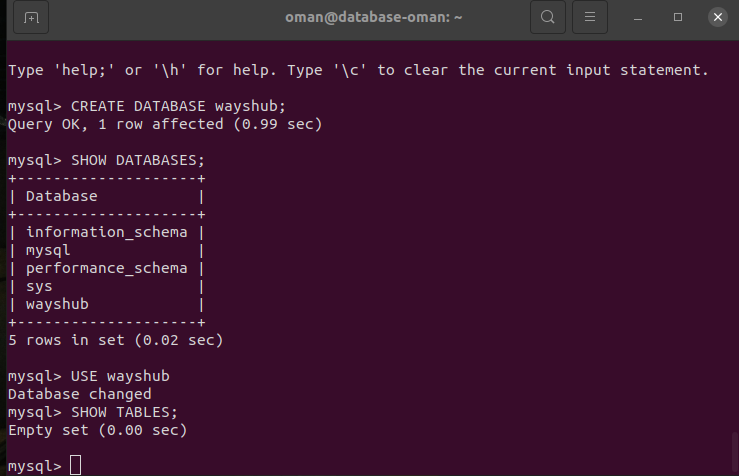 oman@database-oman: ~
Type 'help;' or '\h' for help. Type '\c' to clear the current input statement.
mysql> CREATE DATABASE wayshub;
Query OK, 1 row affected (0.99 sec)
mysql> SHOW DATABASES;
+--------------------+
| Database           |
+--------------------+
| information_schema |
| mysql              |
| performance_schema |
| sys                |
| wayshub            |
+--------------------+
5 rows in set (0.02 sec)
mysql> USE wayshub
Database changed
mysql> SHOW TABLES;
Empty set (0.00 sec)
mysql>